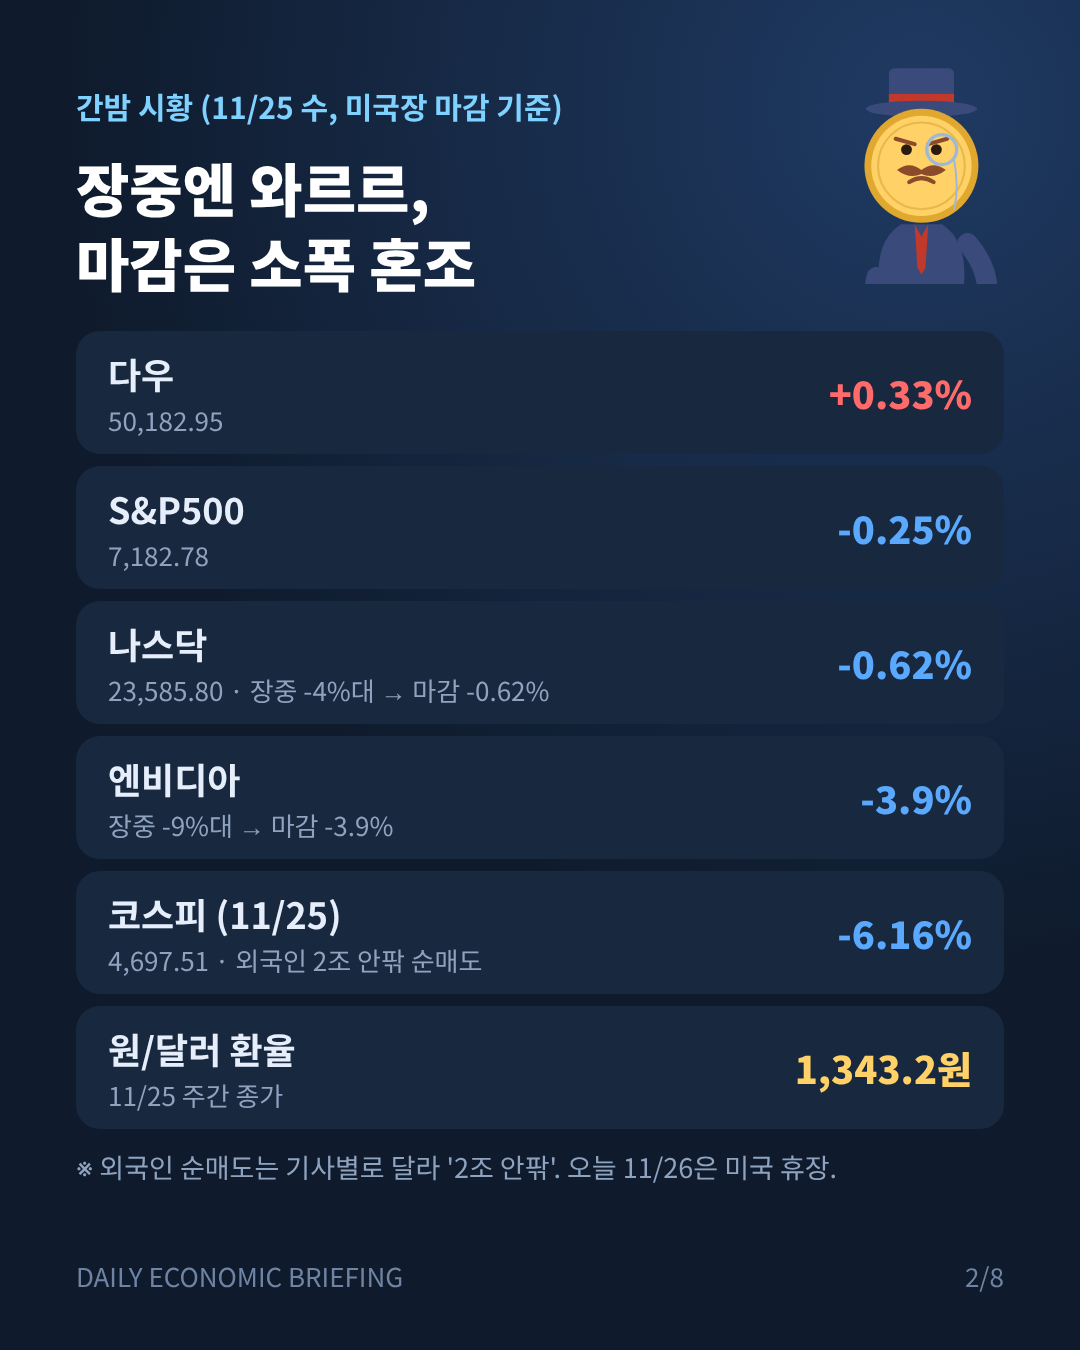 간밤 시황 (11/25 수, 미국장 마감 기준)
장중엔 와르르,
마감은 소폭 혼조
다우
50,182.95
+0.33%
S&P500
7,182.78
-0.25%
나스닥
23,585.80 · 장중 -4%대 → 마감 -0.62%
-0.62%
엔비디아
장중 -9%대 → 마감 -3.9%
-3.9%
코스피 (11/25)
4,697.51 · 외국인 2조 안팎 순매도
-6.16%
원/달러 환율
11/25 주간 종가
1,343.2원
※ 외국인 순매도는 기사별로 달라 '2조 안팎'. 오늘 11/26은 미국 휴장.
DAILY ECONOMIC BRIEFING
2/8